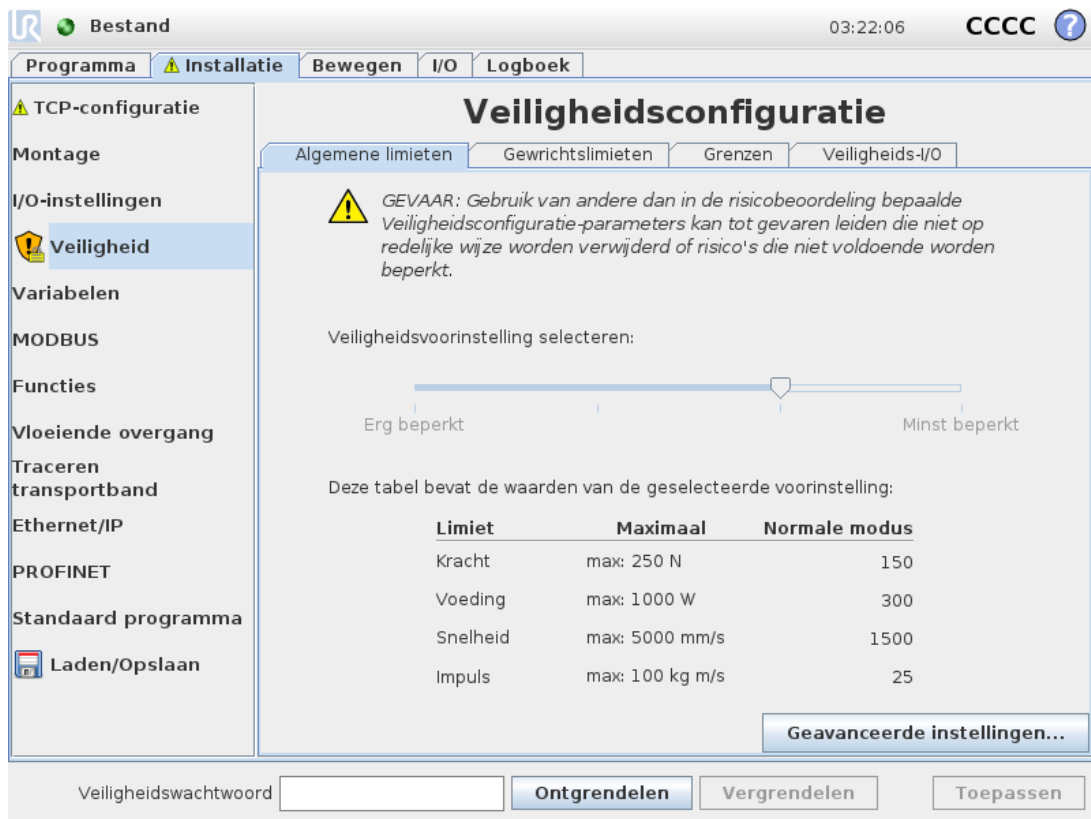 UR Bestand 03:22:06 CCCC ?
Programma Installatie Bewegen I/O Logboek
TCP-configuratie
Montage
I/O-instellingen
Veiligheid
Variabelen
MODBUS
Functies
Vloeiende overgang
Traceren
transportband
Ethernet/IP
PROFINET
Standaard programma
Laden/Opslaan
Veiligheidsconfiguratie
Algemene limieten Gewrichtslimieten Grenzen Veiligheids-I/O
GEVAAR: Gebruik van andere dan in de risicobeoordeling bepaalde
Veiligheidsconfiguratie-parameters kan tot gevaren leiden die niet op
redelijke wijze worden verwijderd of risico's die niet voldoende worden
beperkt.
Veiligheidsvoorinstelling selecteren:
Erg beperkt Minst beperkt
Deze tabel bevat de waarden van de geselecteerde voorinstelling:
Limiet Maximaal Normale modus
Kracht max: 250 N 150
Voeding max: 1000 W 300
Snelheid max: 5000 mm/s 1500
Impuls max: 100 kg m/s 25
Geavanceerde instellingen...
Veiligheidswachtwoord Ontgrendelen Vergrendelen Toepassen